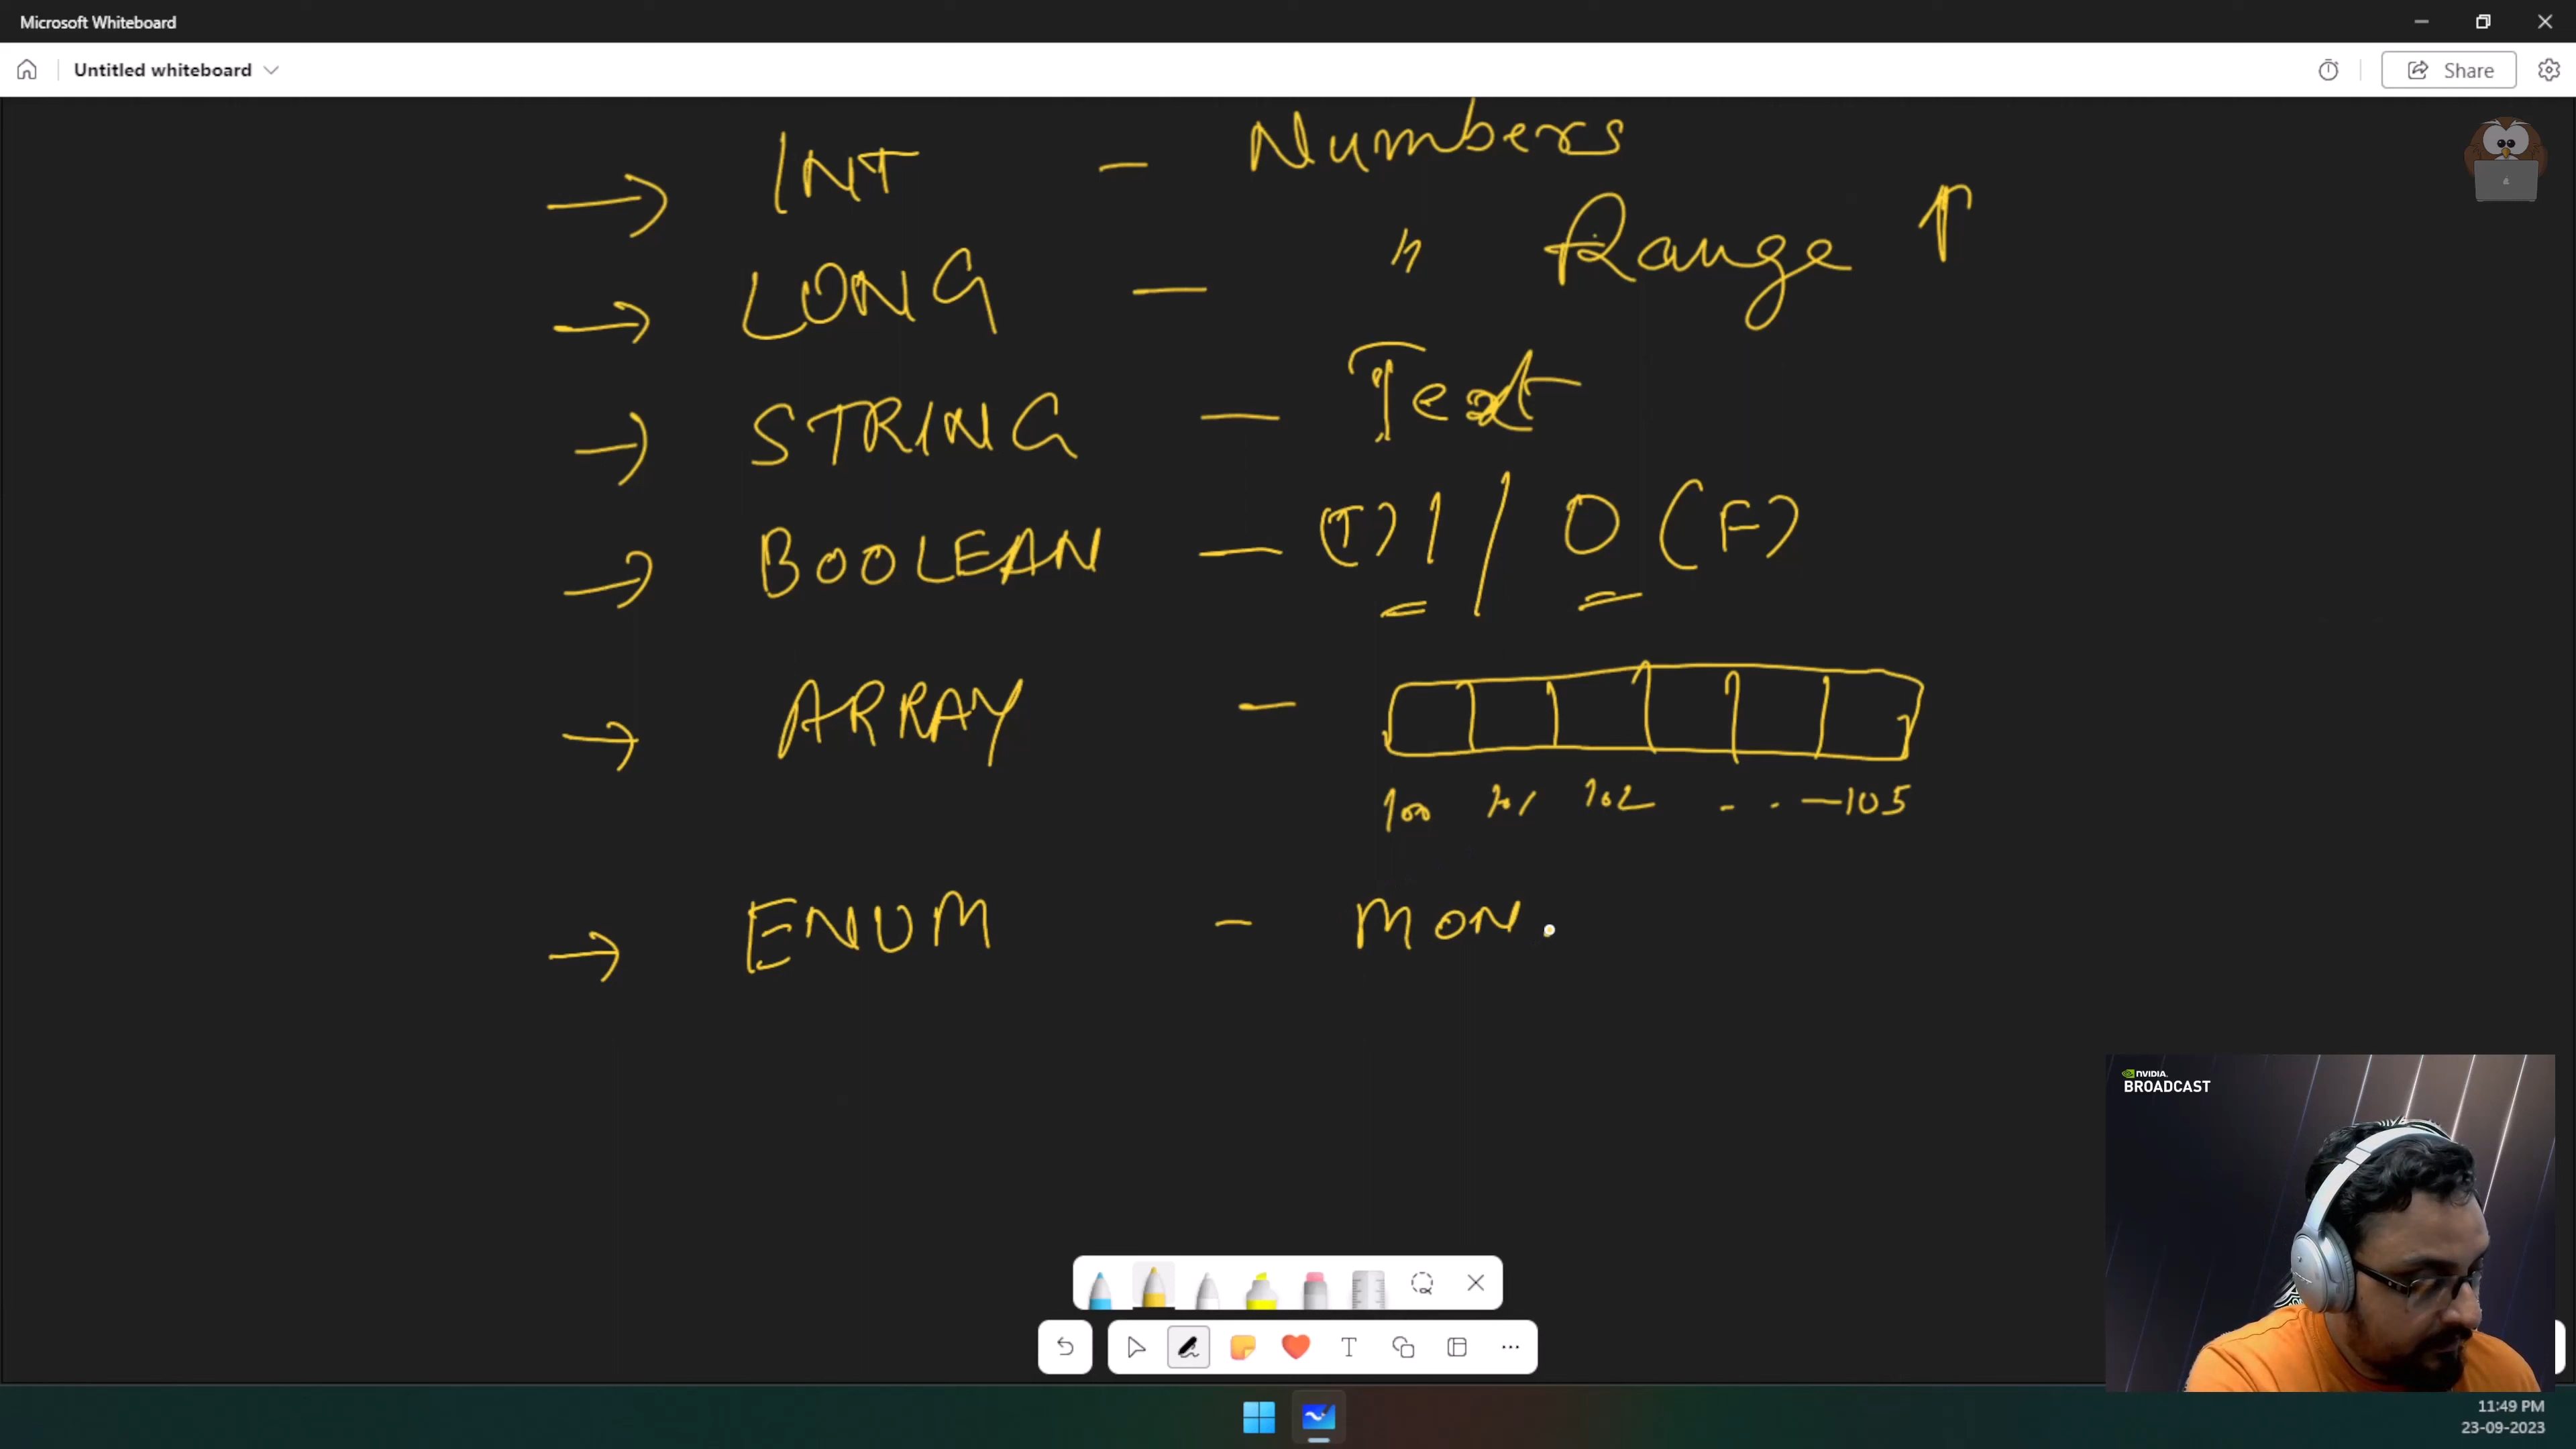 Microsoft Whiteboard
Untitled whiteboard
Share
→ INT - Numbers
→ LONG - " Range ↑
→ STRING - Text
→ BOOLEAN - (T) 1 / 0 (F)
→ ARRAY -
100 101 102 - - - 105
→ ENUM - MON.
NVIDIA.
BROADCAST
11:49 PM
23-09-2023